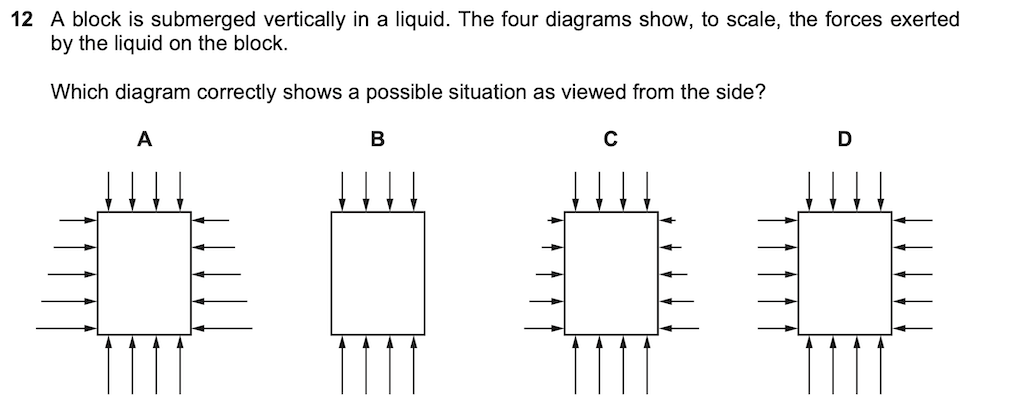 12 A block is submerged vertically in a liquid. The four diagrams show, to scale, the forces exerted
by the liquid on the block.
Which diagram correctly shows a possible situation as viewed from the side?
A B C D